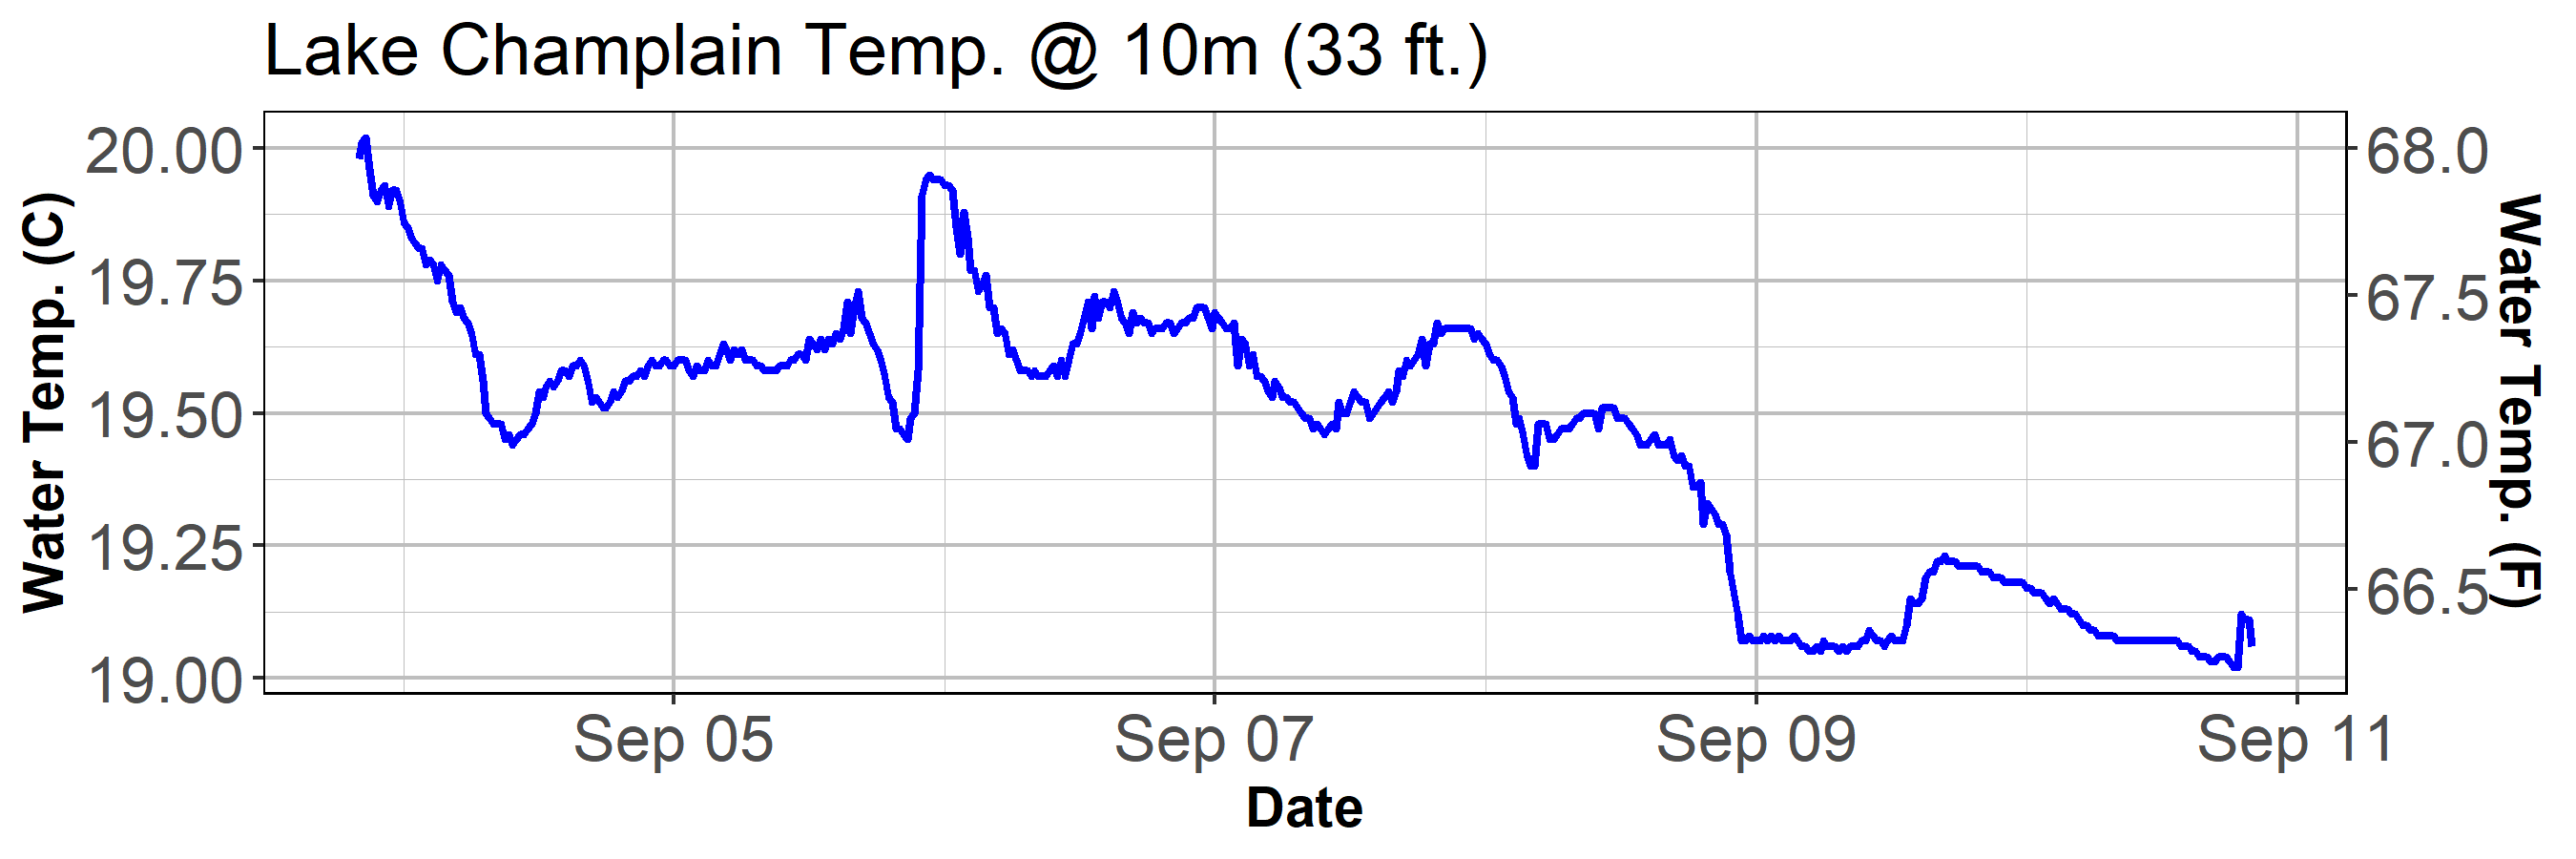 Lake Champlain Temp. @ 10m (33 ft.)
Water Temp. (C)
20.00
19.75
19.50
19.25
19.00
68.0
67.5
67.0
66.5
Water Temp. (F)
Sep 05
Sep 07
Sep 09
Sep 11
Date